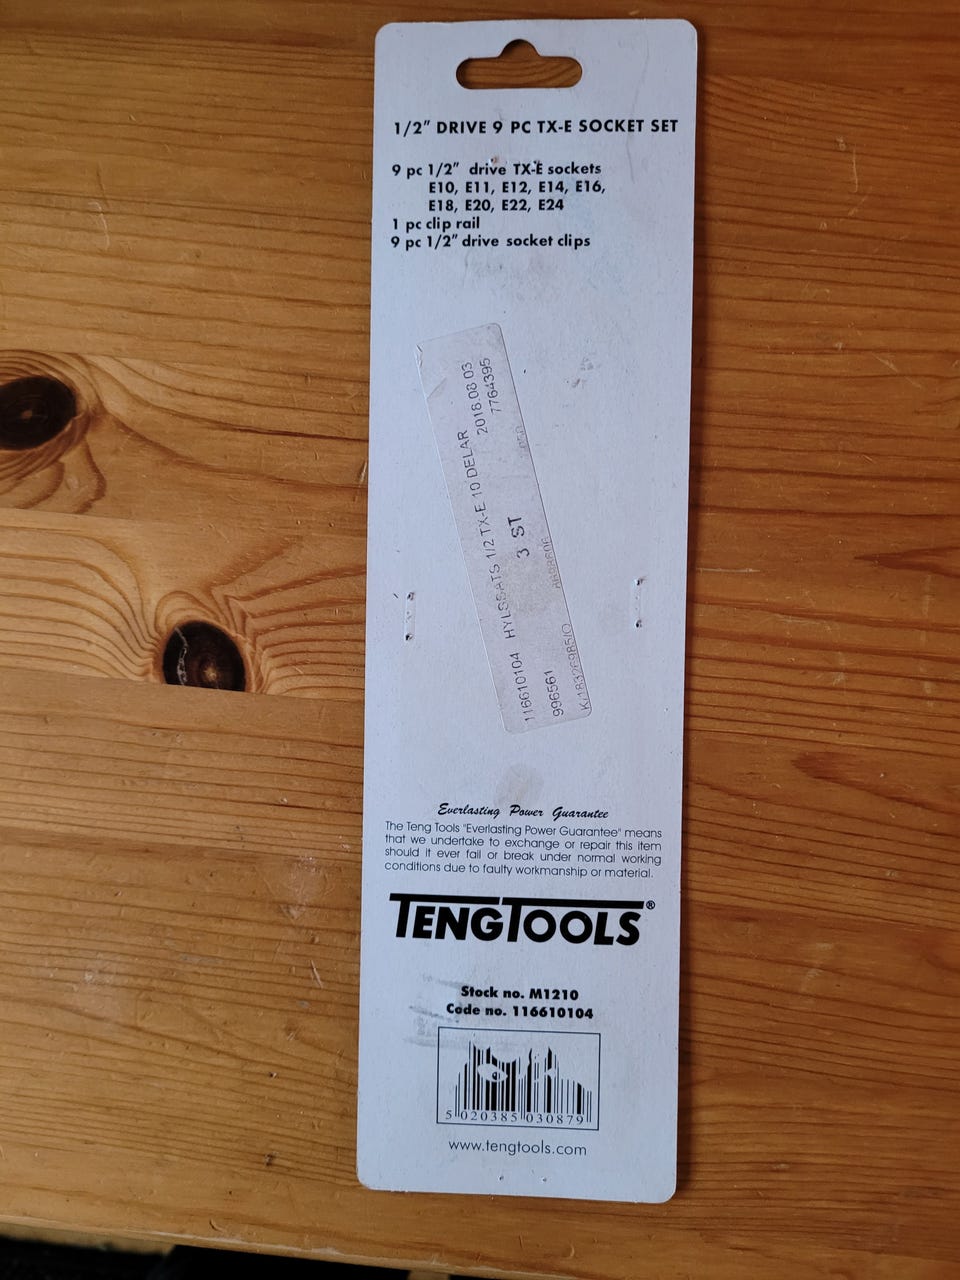 1/2" DRIVE 9 PC TX-E SOCKET SET
9 pc 1/2" drive TX-E sockets
E10, E11, E12, E14, E16,
E18, E20, E22, E24
1 pc clip rail
9 pc 1/2" drive socket clips
116610104 HYLSSATS 1/2 TX-E 10 DELAR
2018.08.03
996561 3 ST 7764395
Everlasting Power Guarantee
The Teng Tools "Everlasting Power Guarantee" means
that we undertake to exchange or repair this item
should it ever fail or break under normal working
conditions due to faulty workmanship or material.
TENGTOOLS®
Stock no. M1210
Code no. 116610104
5 020385 030879
www.tengtools.com